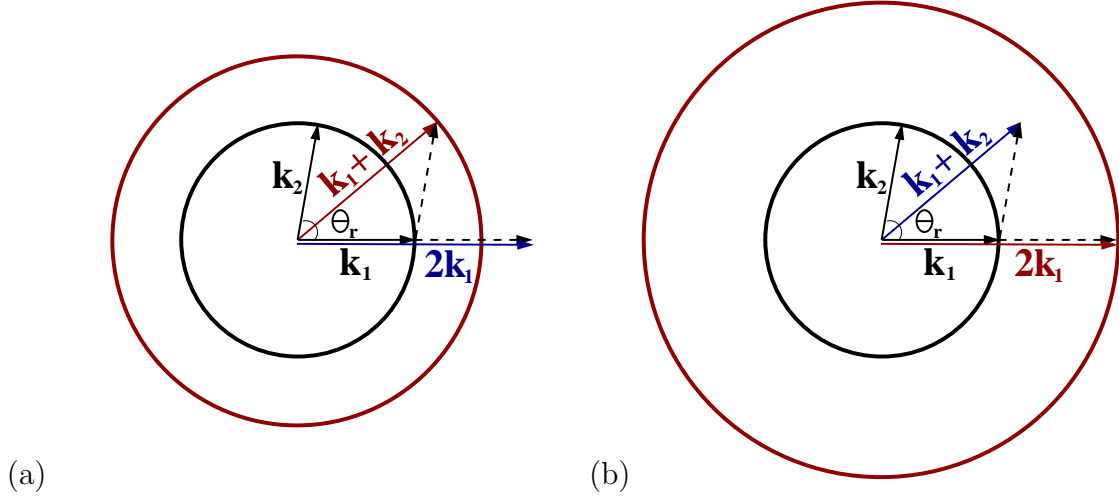 k₂
k₁+ k₂
θᵣ
k₁
2k₁
(a)
k₂
k₁+ k₂
θᵣ
k₁
2k₁
(b)